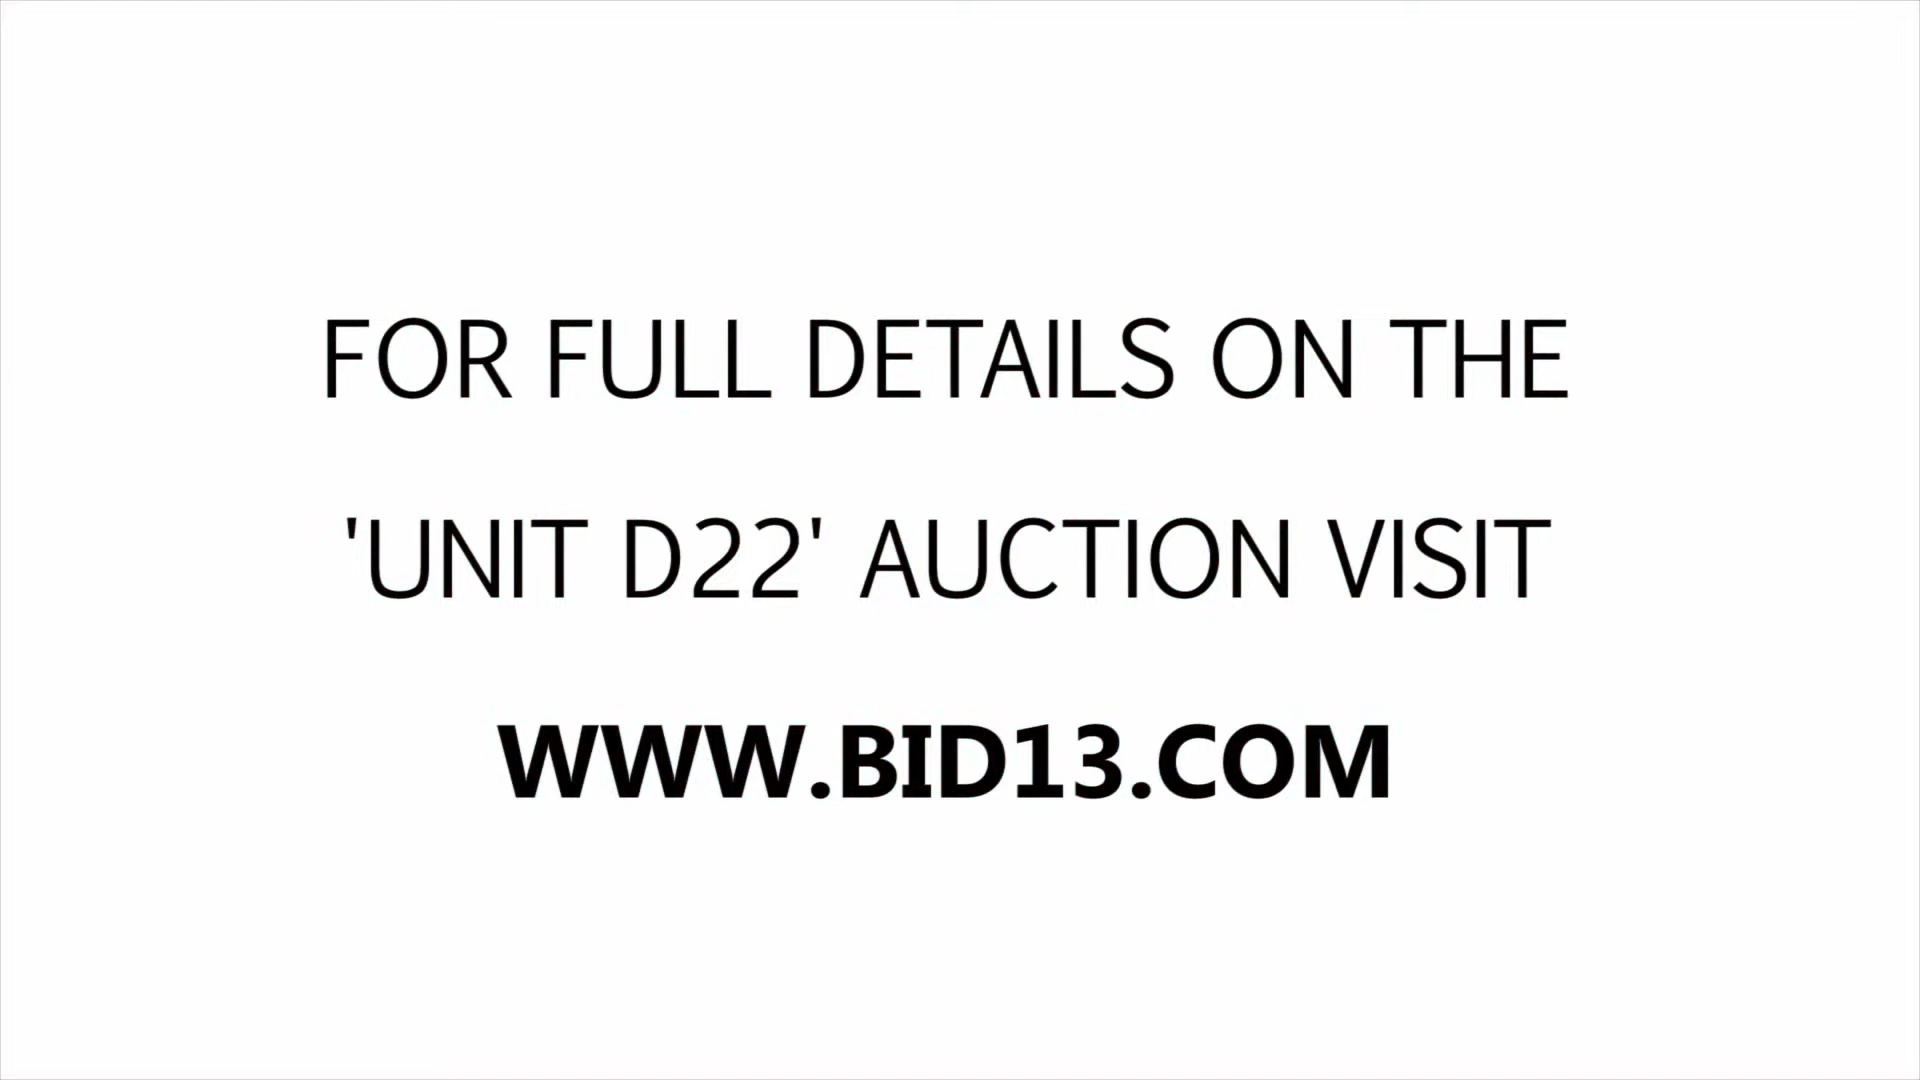 FOR FULL DETAILS ON THE
'UNIT D22' AUCTION VISIT
WWW.BID13.COM